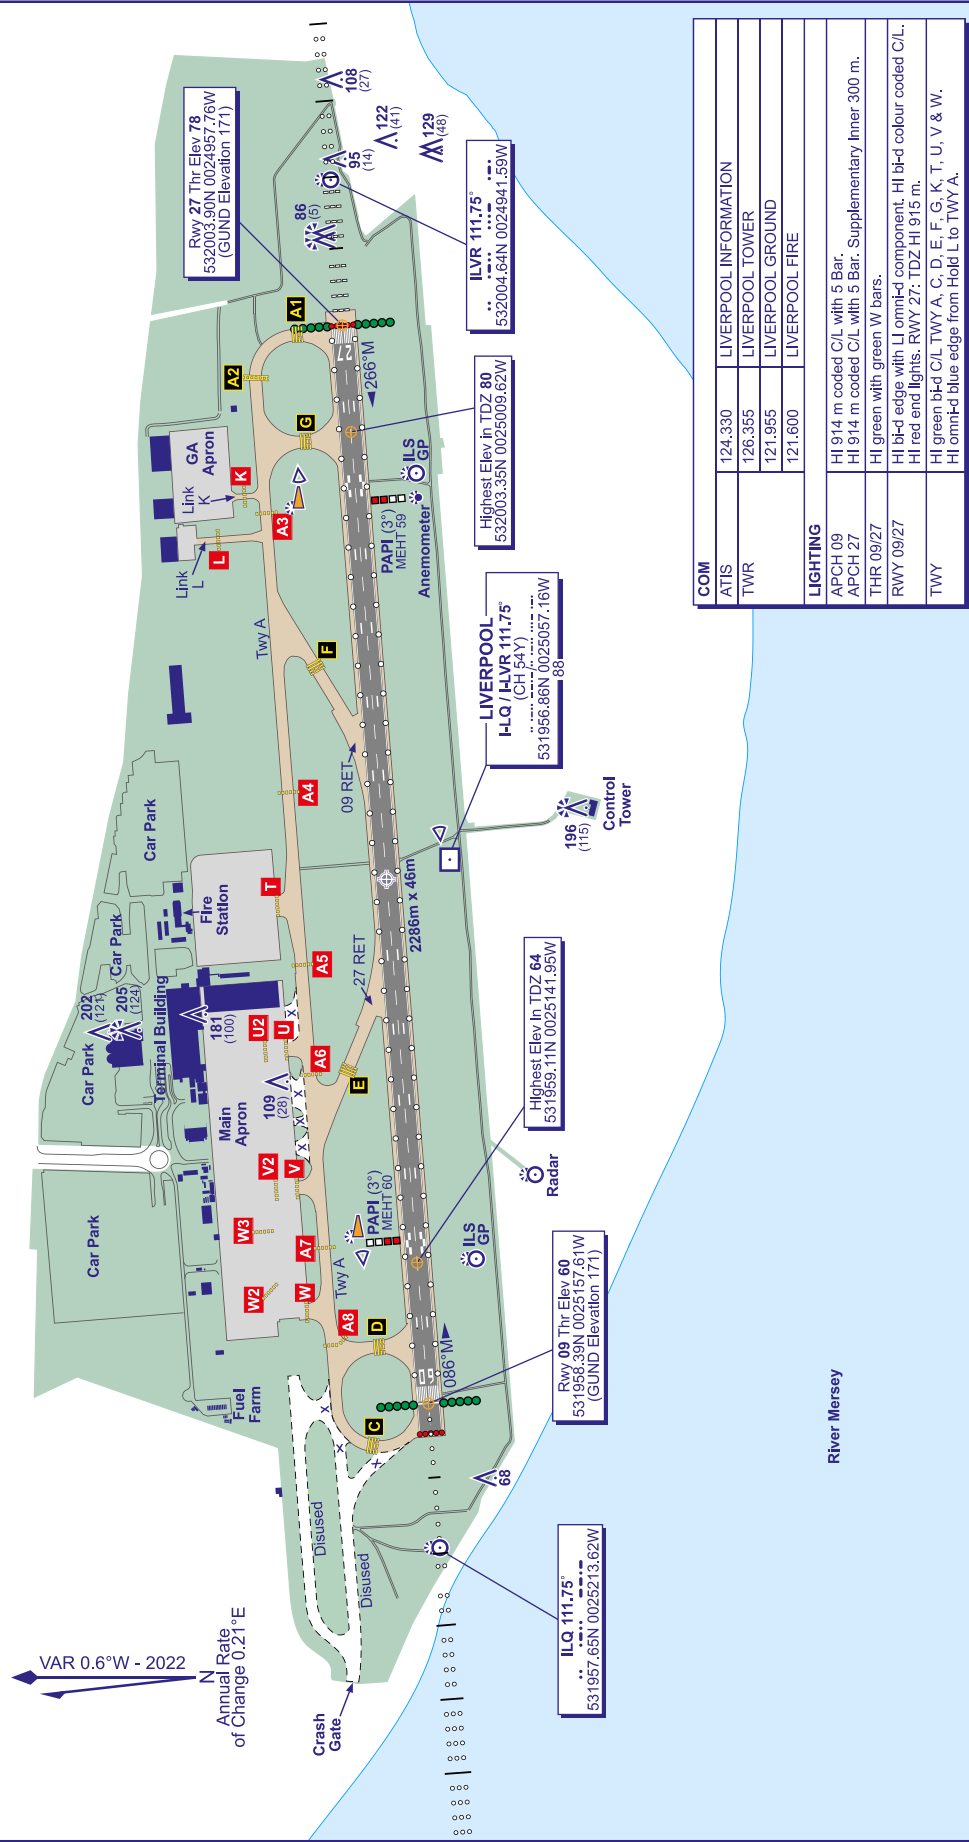 VAR 0.6°W - 2022
N
Annual Rate
of Change 0.21°E
Crash
Gate
Disused
Disused
Fuel
Farm
Car Park
Car Park
Car Park
Car Park
202
(121)
205
(124)
Terminal Building
181
(100)
109
(28)
Main
Apron
Fire
Station
W2
W3
V2
U2
W
V
U
T
A8
A7
A6
A5
A4
A3
A2
A1
L
K
C
D
E
F
G
Link
L
Link
K
GA
Apron
Twy A
Twy A
27 RET
09 RET
PAPI (3°)
MEHT 60
PAPI (3°)
MEHT 59
ILS
GP
ILS
GP
Anemometer
09
27
086°M
266°M
2286m x 46m
Rwy 27 Thr Elev 78
532003.90N 0024957.76W
(GUND Elevation 171)
86
(5)
95
(14)
108
(27)
122
(41)
129
(48)
ILVR 111.75°
532004.64N 0024941.59W
Highest Elev in TDZ 80
532003.35N 0025009.62W
LIVERPOOL
I-LQ / I-LVR 111.75°
(CH 54Y)
531956.86N 0025057.16W
88
196
(115)
Control
Tower
Highest Elev In TDZ 64
531959.11N 0025141.95W
Radar
Rwy 09 Thr Elev 60
531958.39N 0025157.61W
(GUND Elevation 171)
68
ILQ 111.75°
531957.65N 0025213.62W
River Mersey
COM
ATIS 124.330 LIVERPOOL INFORMATION
TWR 126.355 LIVERPOOL TOWER
121.955 LIVERPOOL GROUND
121.600 LIVERPOOL FIRE
LIGHTING
APCH 09 HI 914 m coded C/L with 5 Bar.
APCH 27 HI 914 m coded C/L with 5 Bar. Supplementary Inner 300 m.
THR 09/27 HI green with green W bars.
RWY 09/27 HI bi-d edge with LI omni-d component. HI bi-d colour coded C/L.
HI red end lights. RWY 27: TDZ HI 915 m.
TWY HI green bi-d C/L TWY A, C, D, E, F, G, K, T, U, V & W.
HI omni-d blue edge from Hold L to TWY A.